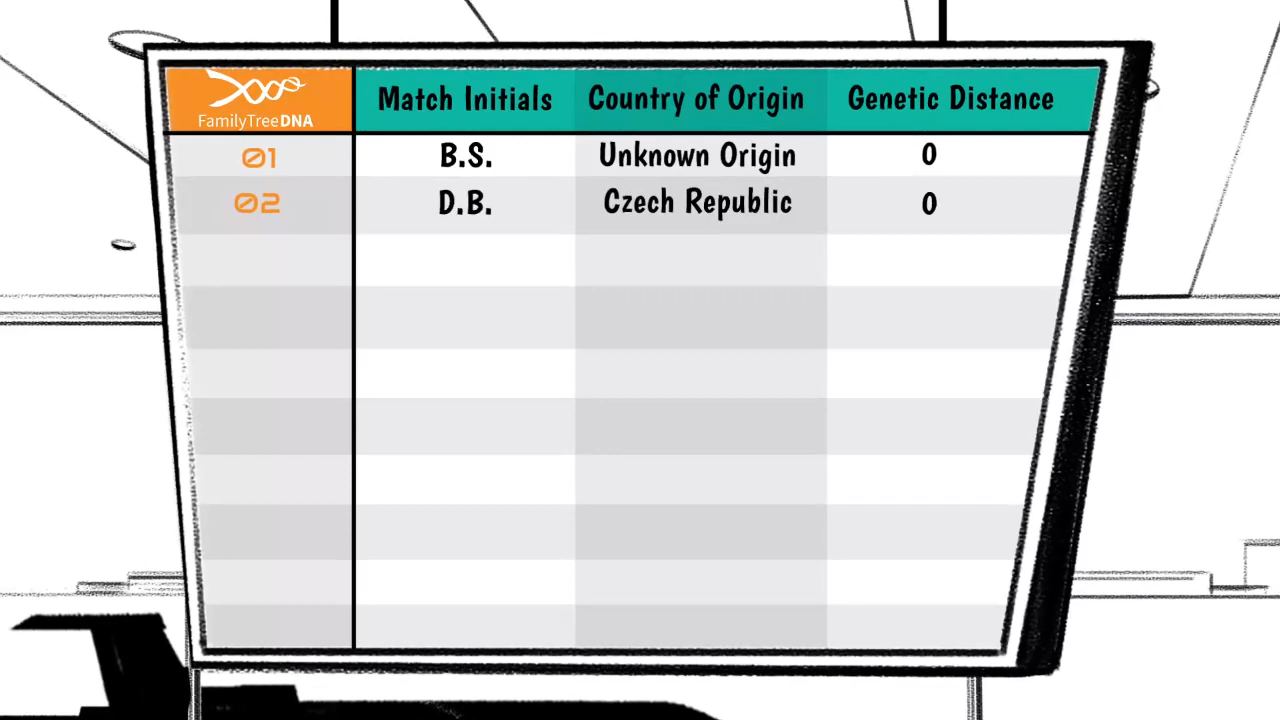 FamilyTreeDNA Match Initials Country of Origin Genetic Distance
01 B.S. Unknown Origin 0
02 D.B. Czech Republic 0